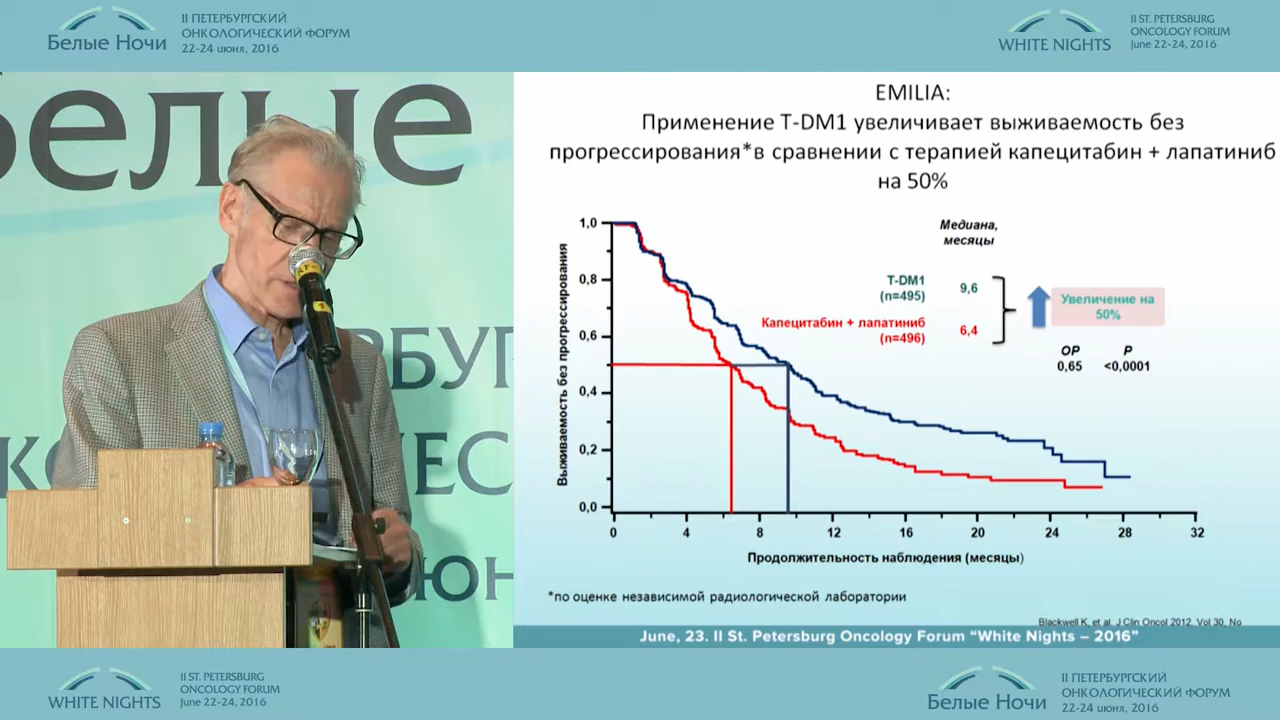 Белые Ночи
II ПЕТЕРБУРГСКИЙ
ОНКОЛОГИЧЕСКИЙ ФОРУМ
22-24 июня, 2016
WHITE NIGHTS
II ST. PETERSBURG
ONCOLOGY FORUM
June 22-24, 2016
Белые
ЕРБУР
КО
ЧЕС
ИЮН
EMILIA:
Применение T-DM1 увеличивает выживаемость без
прогрессирования*в сравнении с терапией капецитабин + лапатиниб
на 50%
Выживаемость без прогрессирования
1,0
0,8
0,6
0,4
0,2
0,0
0 4 8 12 16 20 24 28 32
Продолжительность наблюдения (месяцы)
Медиана,
месяцы
T-DM1
(n=495)
9,6
Капецитабин + лапатиниб
(n=496)
6,4
Увеличение на
50%
ОР P
0,65 <0,0001
*по оценке независимой радиологической лаборатории
Blackwell K, et al. J Clin Oncol 2012, Vol 30, No
June, 23. II St. Petersburg Oncology Forum “White Nights – 2016”
WHITE NIGHTS
II ST. PETERSBURG
ONCOLOGY FORUM
June 22-24, 2016
Белые Ночи
II ПЕТЕРБУРГСКИЙ
ОНКОЛОГИЧЕСКИЙ ФОРУМ
22-24 июня, 2016